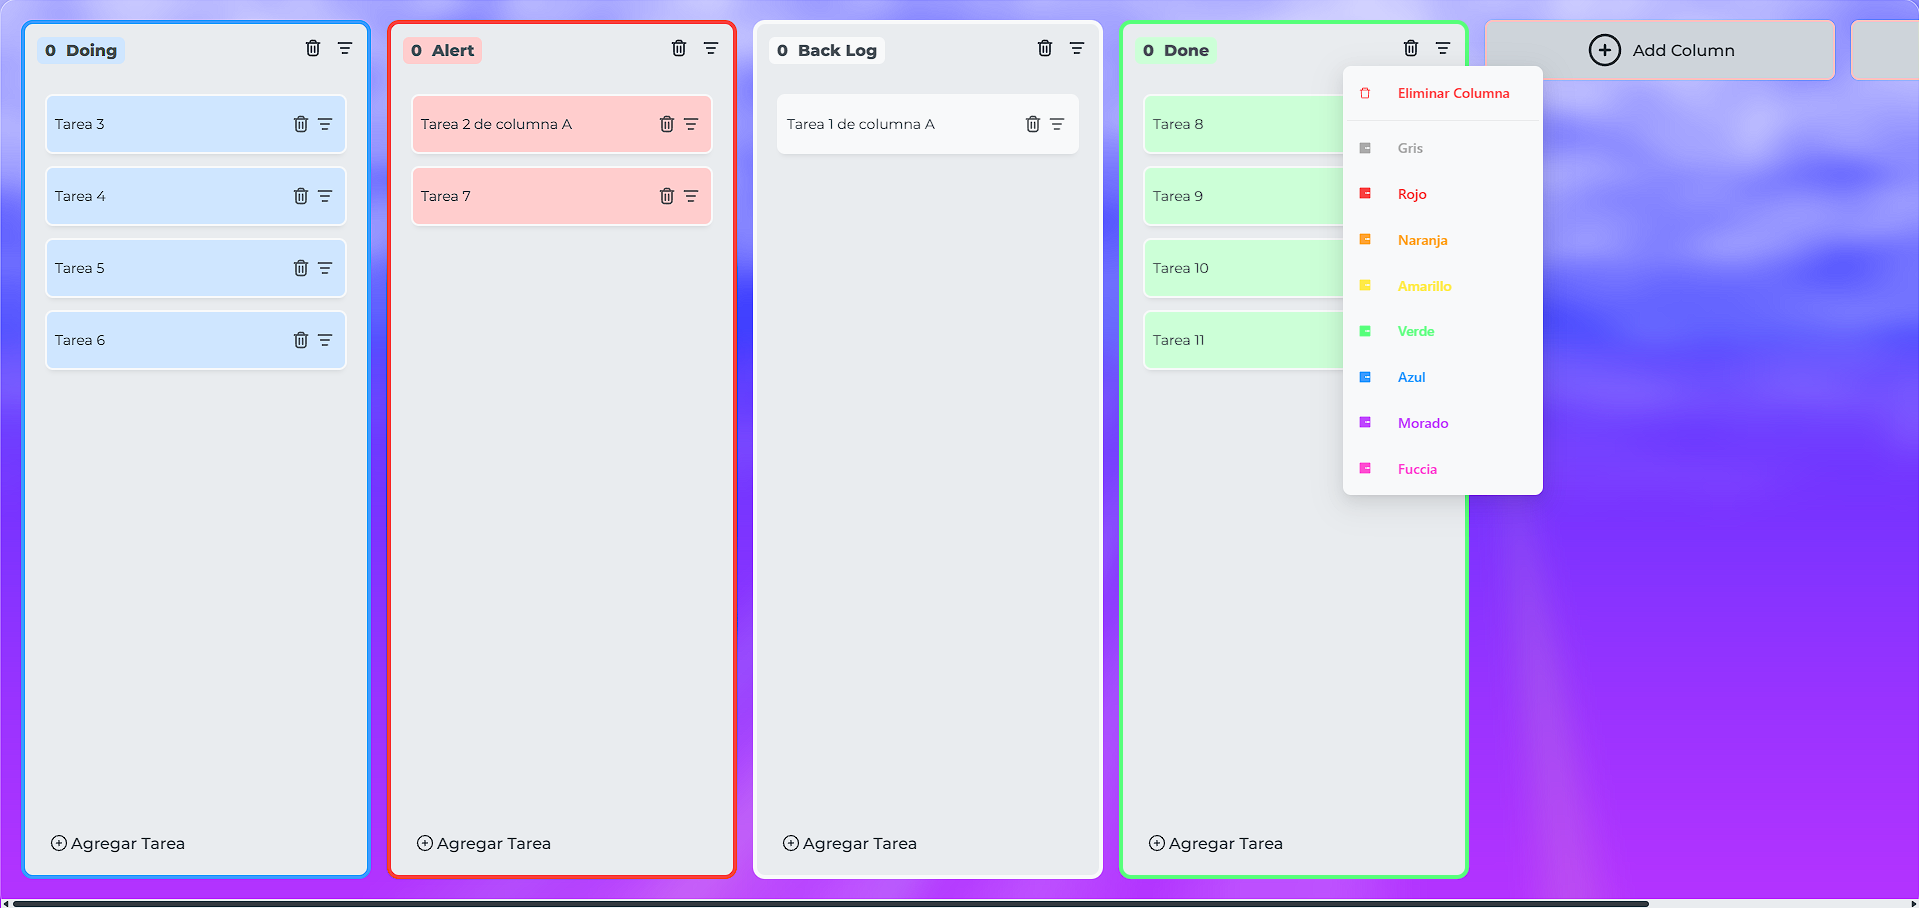 0 Doing
Tarea 3
Tarea 4
Tarea 5
Tarea 6
Agregar Tarea
0 Alert
Tarea 2 de columna A
Tarea 7
Agregar Tarea
0 Back Log
Tarea 1 de columna A
Agregar Tarea
0 Done
Tarea 8
Tarea 9
Tarea 10
Tarea 11
Agregar Tarea
Eliminar Columna
Gris
Rojo
Naranja
Amarillo
Verde
Azul
Morado
Fuccia
Add Column